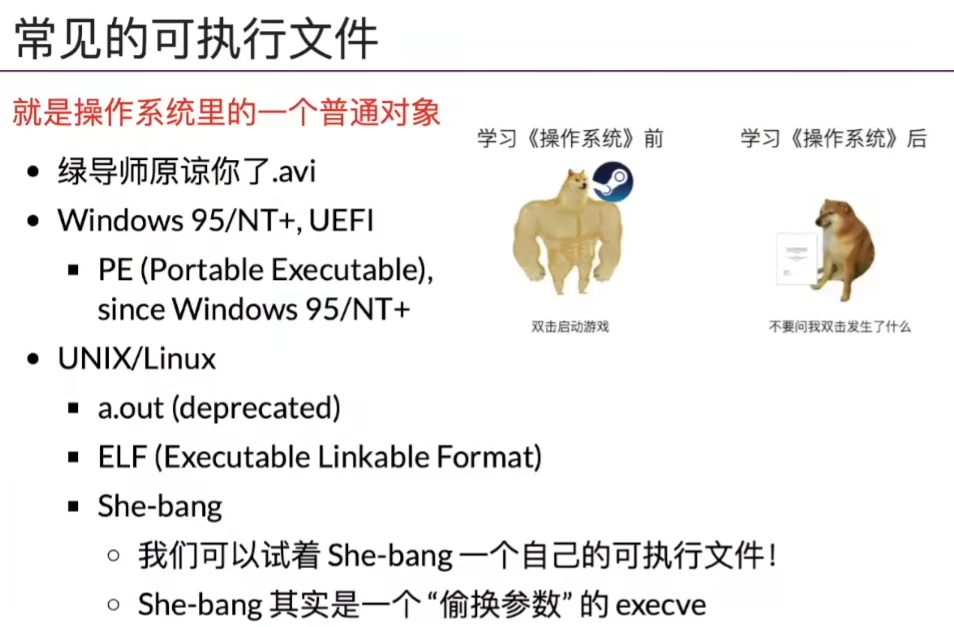 常见的可执行文件
就是操作系统里的一个普通对象
绿导师原谅你了.avi
Windows 95/NT+, UEFI
PE (Portable Executable),
since Windows 95/NT+
UNIX/Linux
a.out (deprecated)
ELF (Executable Linkable Format)
She-bang
我们可以试着 She-bang 一个自己的可执行文件！
She-bang 其实是一个 “偷换参数” 的 execve
学习《操作系统》前
双击启动游戏
学习《操作系统》后
不要问我双击发生了什么